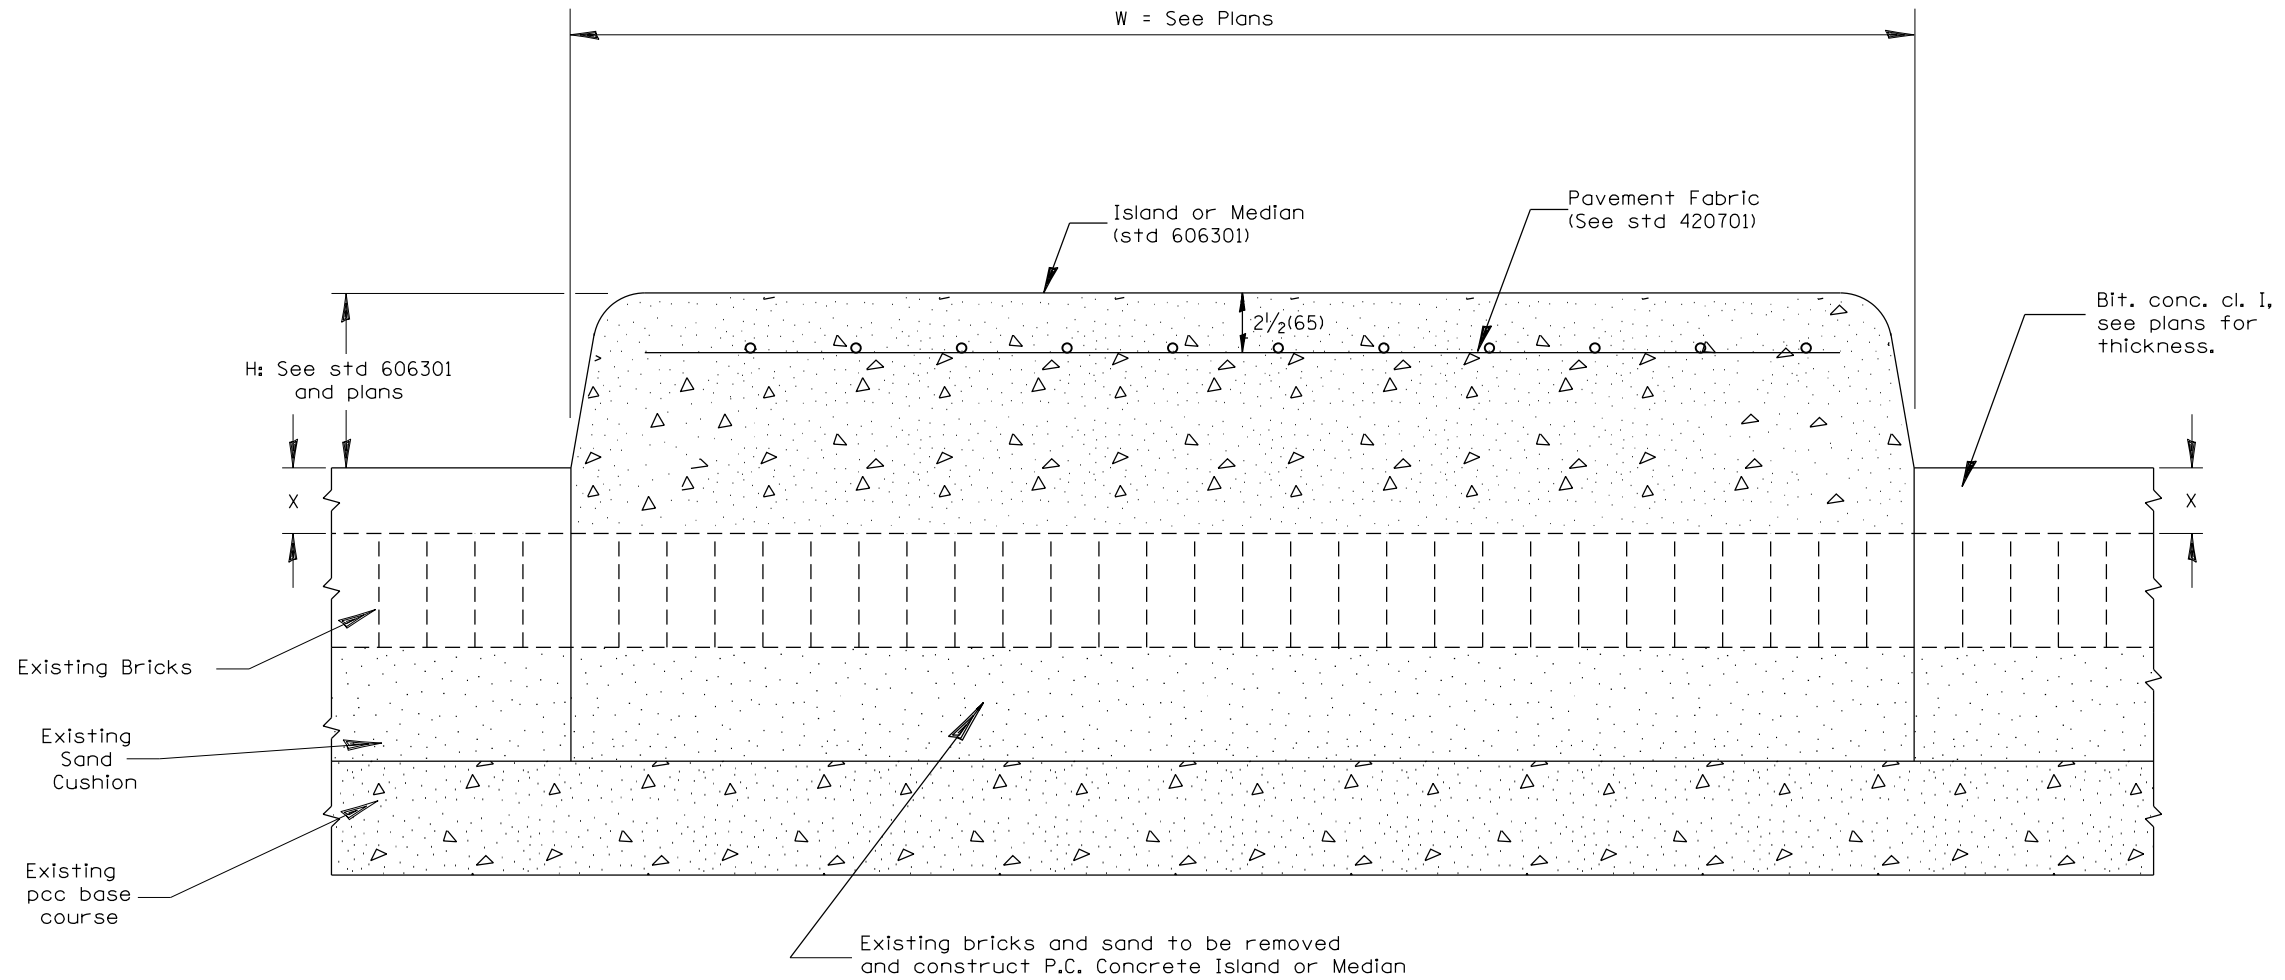 W = See Plans
Island or Median
(std 606301)
Pavement Fabric
(See std 420701)
Bit. conc. cl. I,
see plans for
thickness.
2½(65)
H: See std 606301
and plans
X
X
Existing Bricks
Existing
Sand
Cushion
Existing
pcc base
course
Existing bricks and sand to be removed
and construct P.C. Concrete Island or Median